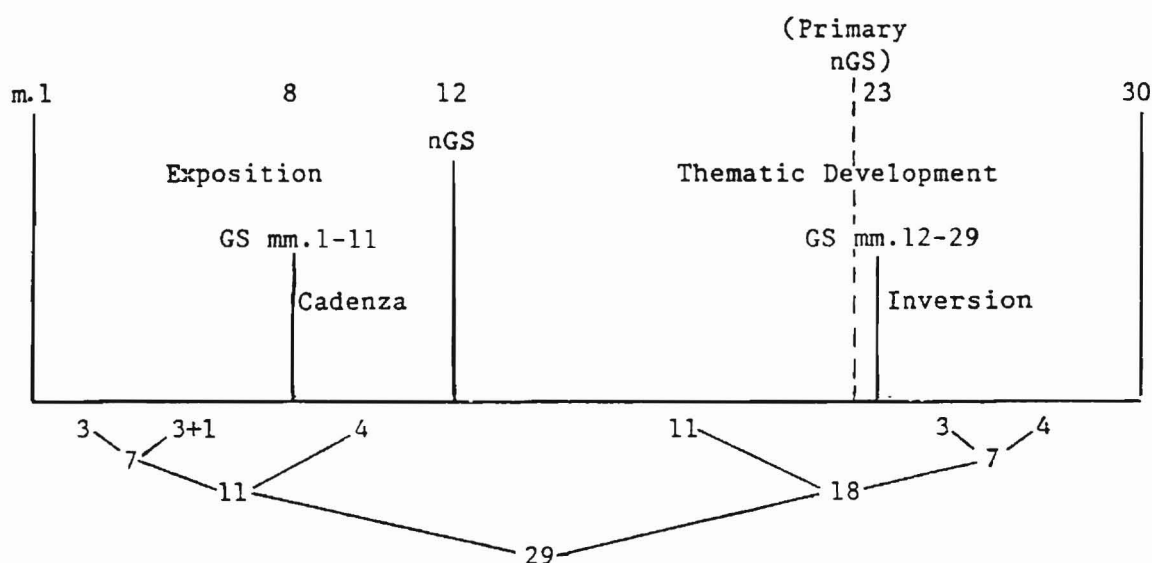 (Primary
nGS)
m.1 8 12 23 30
nGS
Exposition Thematic Development
GS mm.1-11 GS mm.12-29
Cadenza Inversion
3 3+1 4 11 3 4
7 7
11 18
29